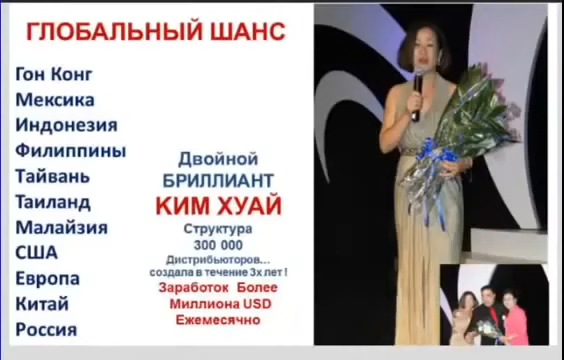 ГЛОБАЛЬНЫЙ ШАНС
Гон Конг
Мексика
Индонезия
Филиппины
Тайвань
Таиланд
Малайзия
США
Европа
Китай
Россия
Двойной
БРИЛЛИАНТ
КИМ ХУАЙ
Структура
300 000
Дистрибьюторов...
создала в течение 3х лет!
Заработок Более
Миллиона USD
Ежемесячно